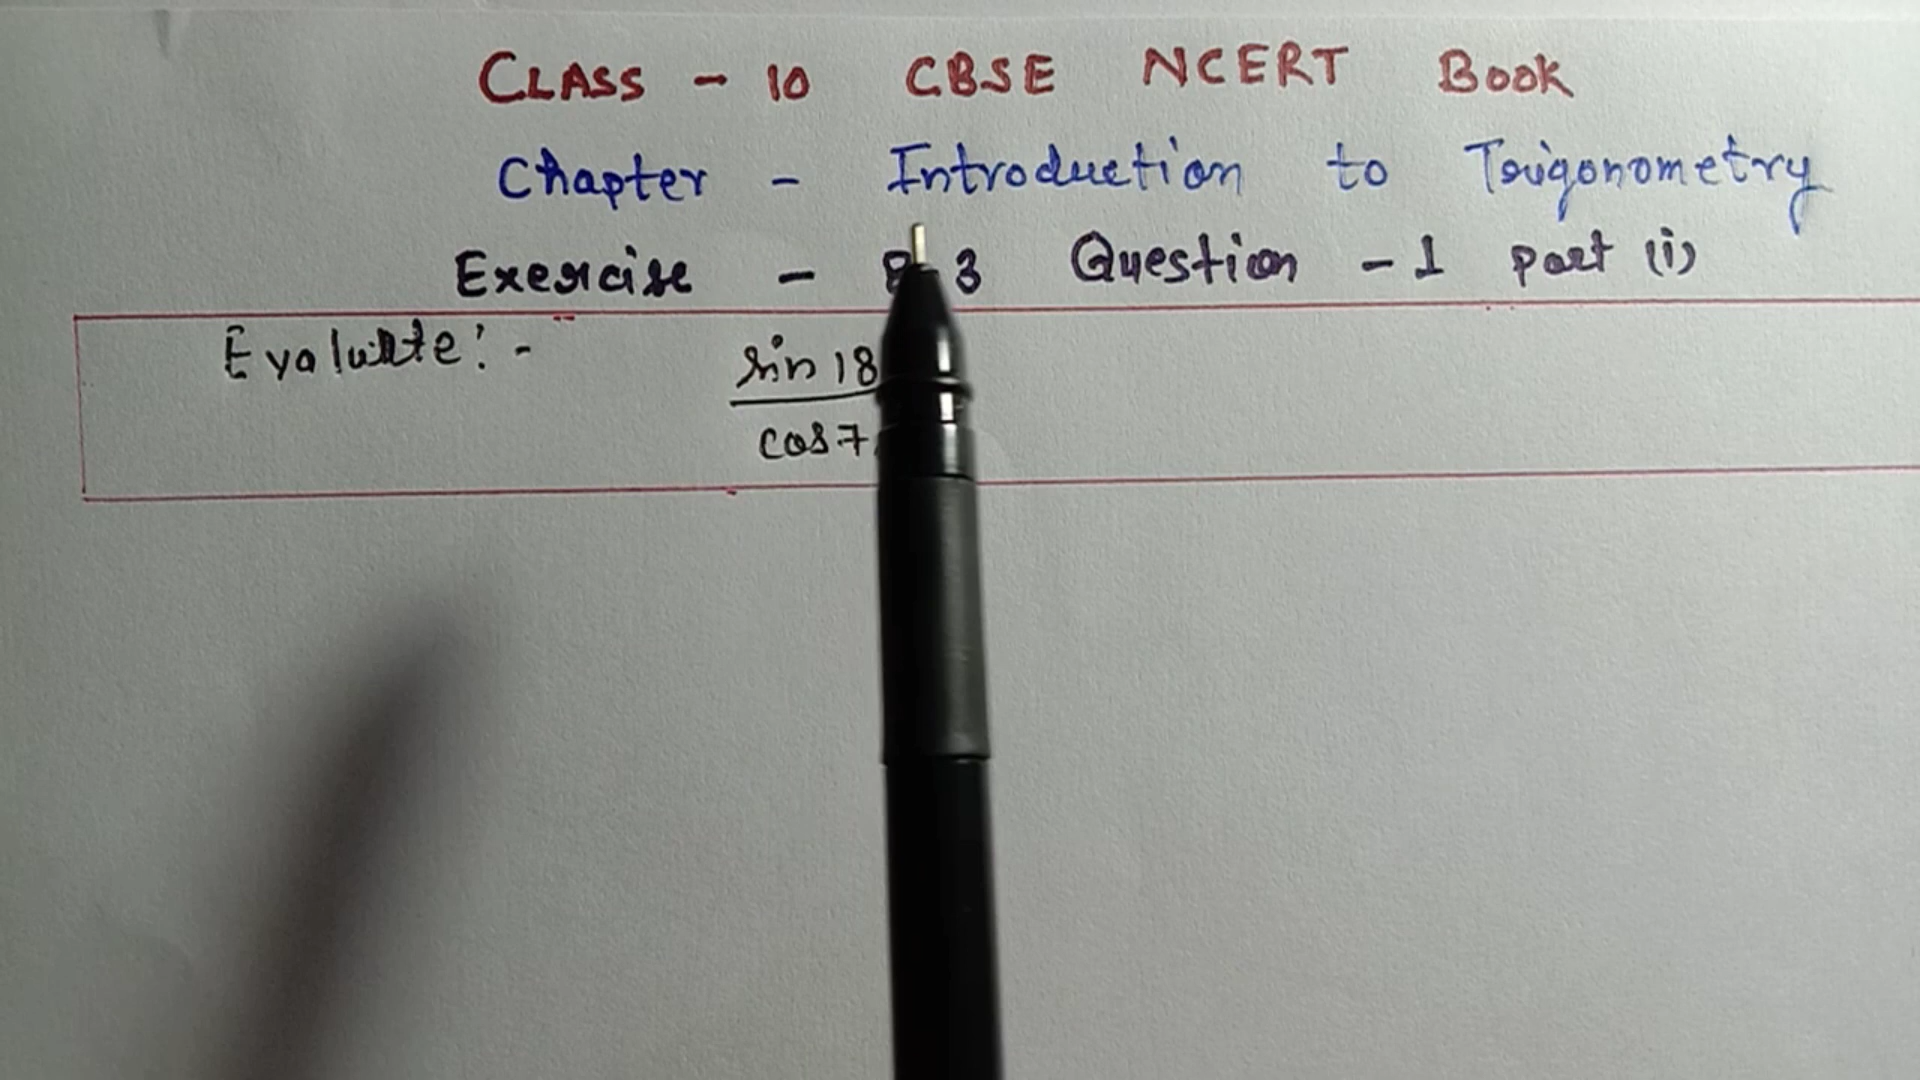 CLASS - 10 CBSE NCERT Book
Chapter - Introduction to Trigonometry
Exercise - 8 3 Question - 1 part (i)
Evaluate:-
sin 18
cos 7